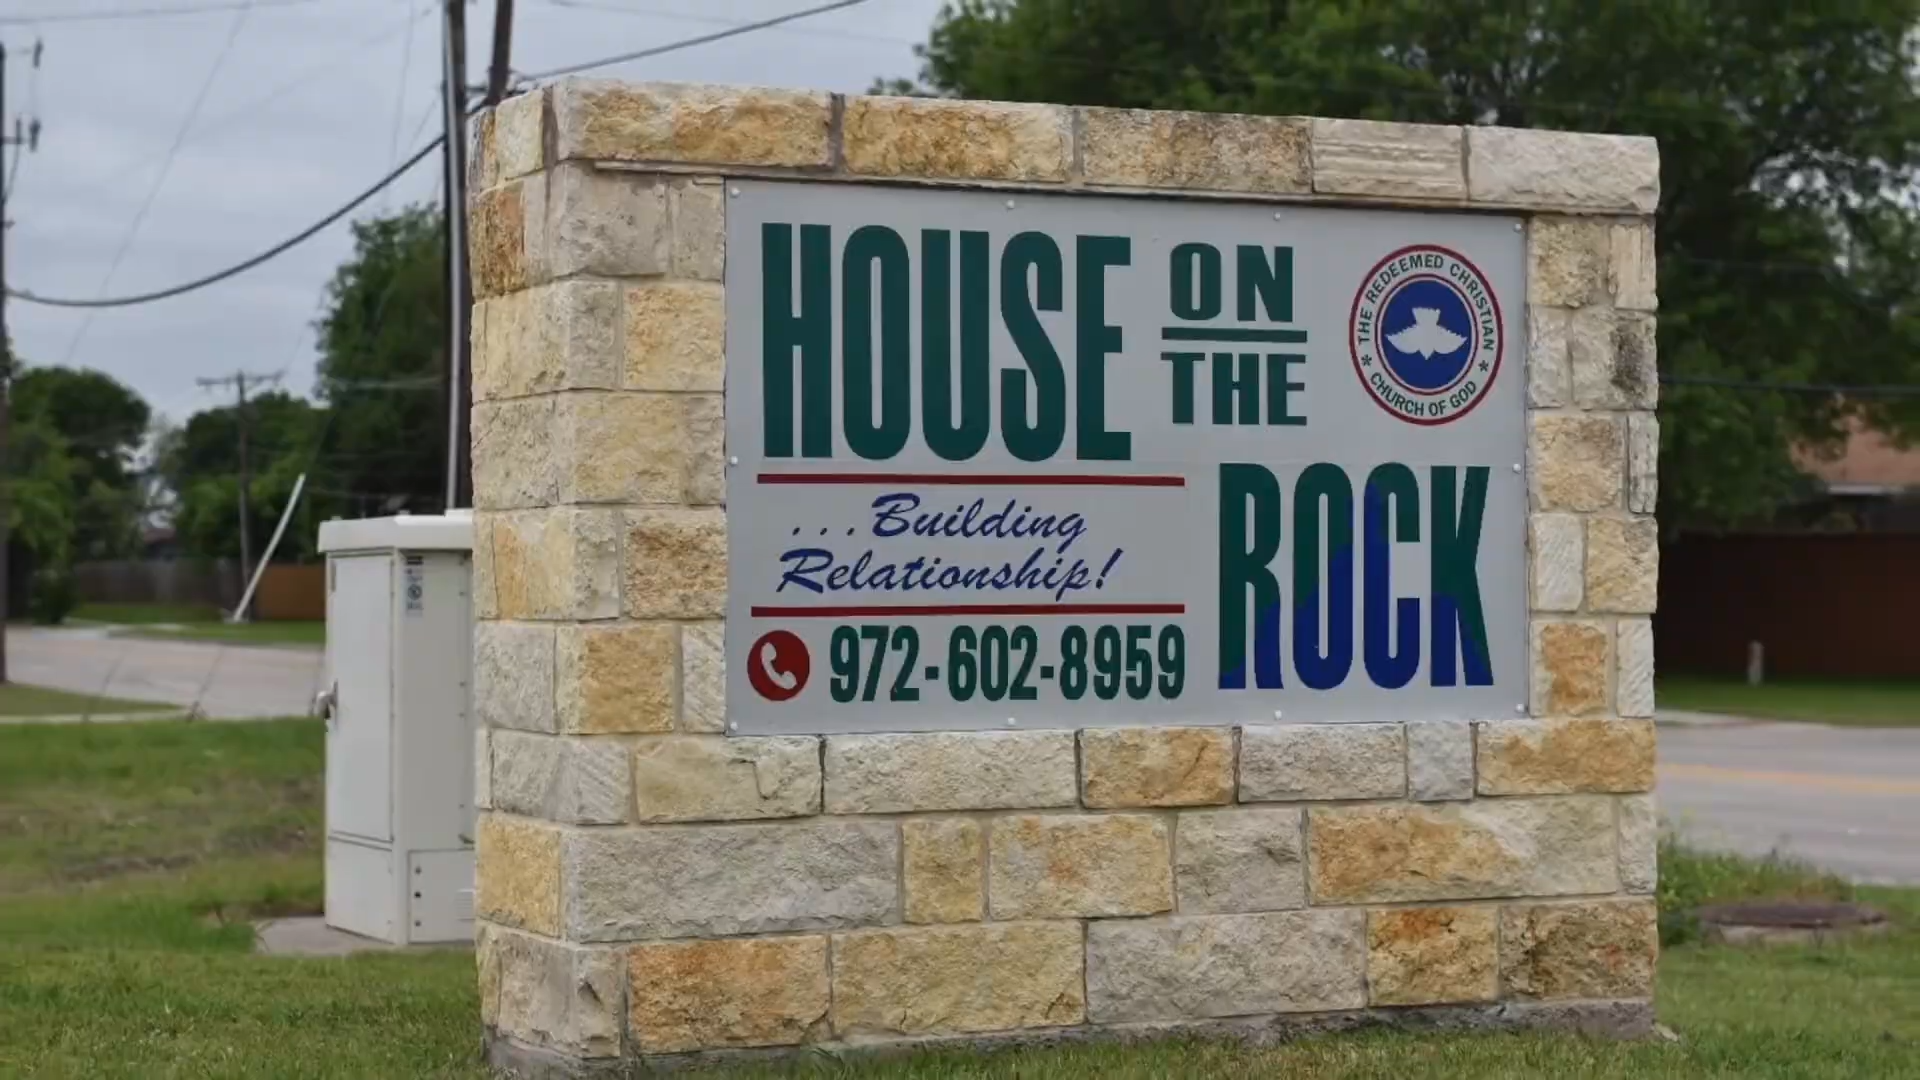 HOUSE
ON
THE
ROCK
THE REDEEMED CHRISTIAN
* CHURCH OF GOD *
...Building
Relationship!
972-602-8959